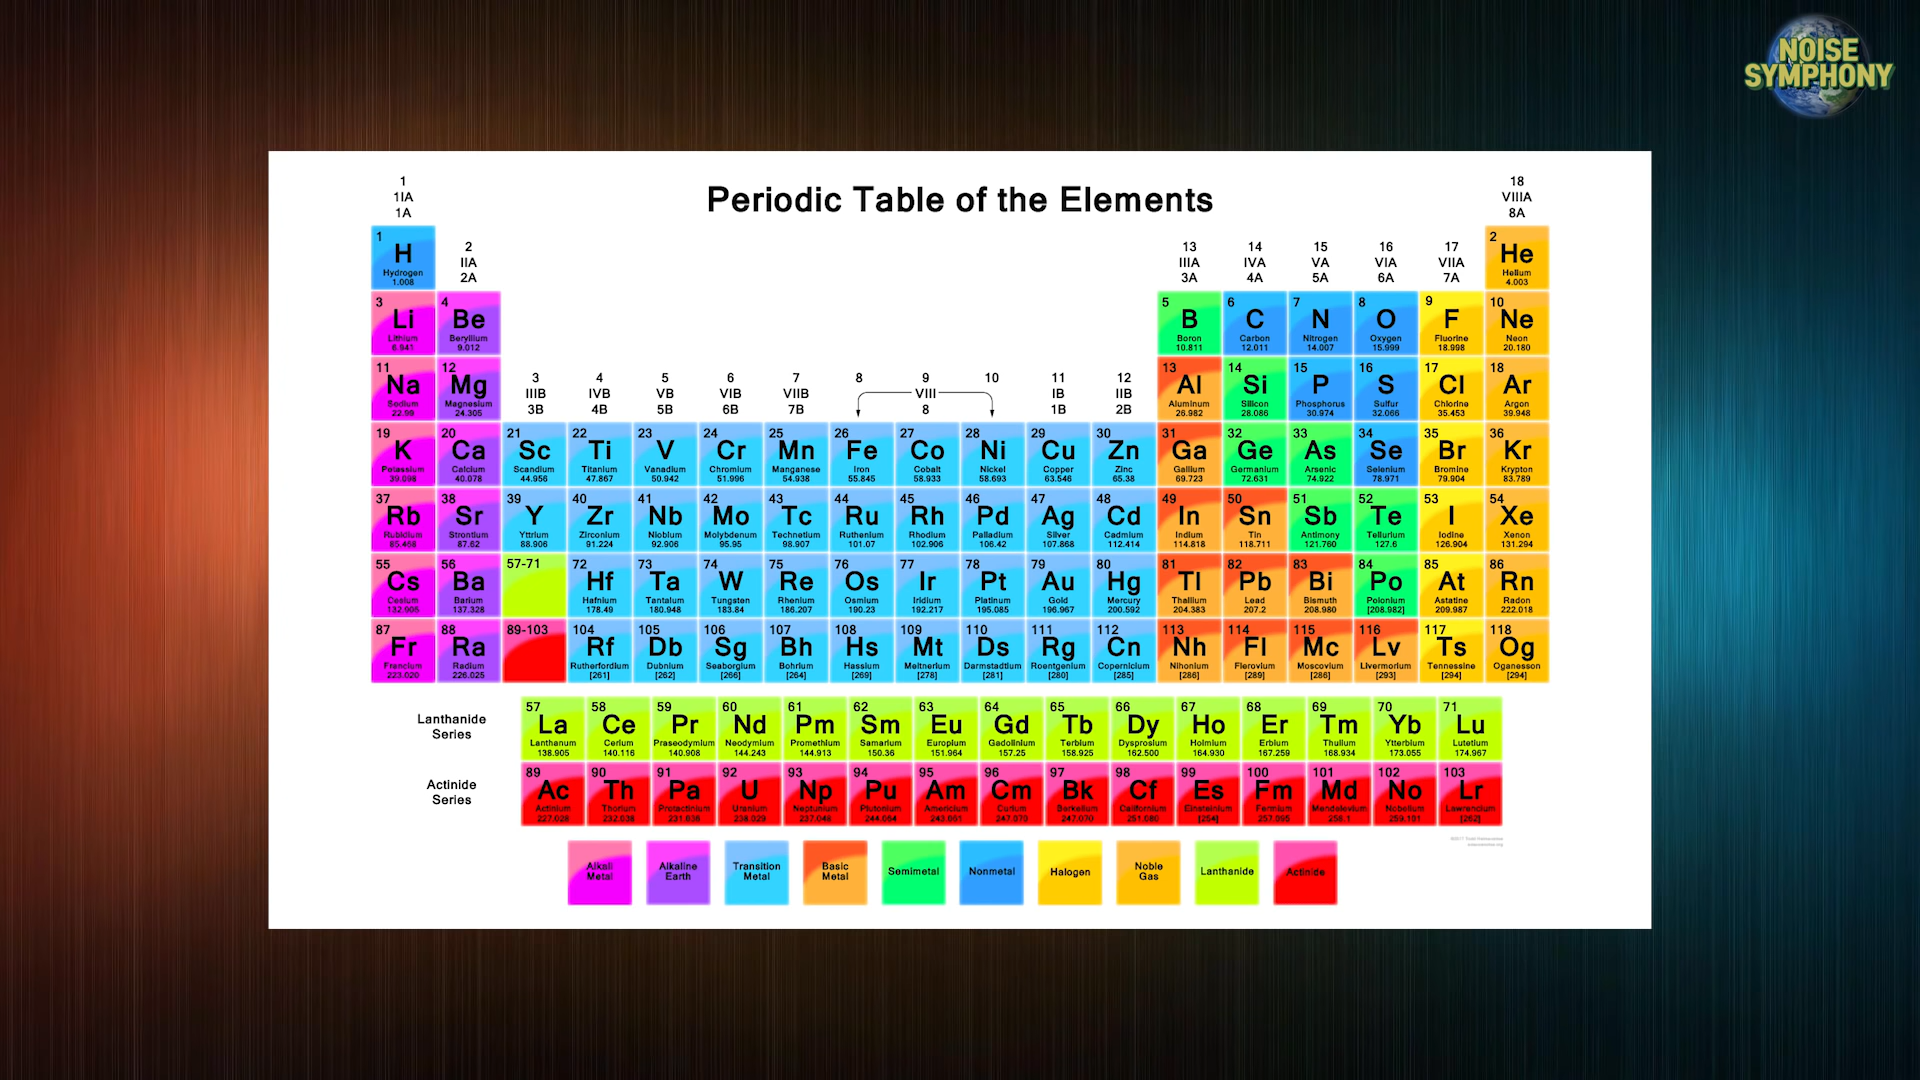 NOISE
SYMPHONY
Periodic Table of the Elements
1
1IA
1A
18
VIIIA
8A
1
H
Hydrogen
1.008
2
IIA
2A
13
IIIA
3A
14
IVA
4A
15
VA
5A
16
VIA
6A
17
VIIA
7A
2
He
Helium
4.003
3
Li
Lithium
6.941
4
Be
Beryllium
9.012
5
B
Boron
10.811
6
C
Carbon
12.011
7
N
Nitrogen
14.007
8
O
Oxygen
15.999
9
F
Fluorine
18.998
10
Ne
Neon
20.180
11
Na
Sodium
22.99
12
Mg
Magnesium
24.305
3
IIIB
3B
4
IVB
4B
5
VB
5B
6
VIB
6B
7
VIIB
7B
8
9
10
VIII
8
11
IB
1B
12
IIB
2B
13
Al
Aluminum
26.982
14
Si
Silicon
28.086
15
P
Phosphorus
30.974
16
S
Sulfur
32.066
17
Cl
Chlorine
35.453
18
Ar
Argon
39.948
19
K
Potassium
39.098
20
Ca
Calcium
40.078
21
Sc
Scandium
44.956
22
Ti
Titanium
47.867
23
V
Vanadium
50.942
24
Cr
Chromium
51.996
25
Mn
Manganese
54.938
26
Fe
Iron
55.845
27
Co
Cobalt
58.933
28
Ni
Nickel
58.693
29
Cu
Copper
63.546
30
Zn
Zinc
65.38
31
Ga
Gallium
69.723
32
Ge
Germanium
72.631
33
As
Arsenic
74.922
34
Se
Selenium
78.971
35
Br
Bromine
79.904
36
Kr
Krypton
83.789
37
Rb
Rubidium
85.468
38
Sr
Strontium
87.62
39
Y
Yttrium
88.906
40
Zr
Zirconium
91.224
41
Nb
Niobium
92.906
42
Mo
Molybdenum
95.95
43
Tc
Technetium
98.907
44
Ru
Ruthenium
101.07
45
Rh
Rhodium
102.906
46
Pd
Palladium
106.42
47
Ag
Silver
107.868
48
Cd
Cadmium
112.414
49
In
Indium
114.818
50
Sn
Tin
118.711
51
Sb
Antimony
121.760
52
Te
Tellurium
127.6
53
I
Iodine
126.904
54
Xe
Xenon
131.294
55
Cs
Cesium
132.905
56
Ba
Barium
137.328
57-71
72
Hf
Hafnium
178.49
73
Ta
Tantalum
180.948
74
W
Tungsten
183.84
75
Re
Rhenium
186.207
76
Os
Osmium
190.23
77
Ir
Iridium
192.217
78
Pt
Platinum
195.085
79
Au
Gold
196.967
80
Hg
Mercury
200.592
81
Tl
Thallium
204.383
82
Pb
Lead
207.2
83
Bi
Bismuth
208.980
84
Po
Polonium
[208.982]
85
At
Astatine
209.987
86
Rn
Radon
222.018
87
Fr
Francium
223.020
88
Ra
Radium
226.025
89-103
104
Rf
Rutherfordium
[261]
105
Db
Dubnium
[262]
106
Sg
Seaborgium
[266]
107
Bh
Bohrium
[264]
108
Hs
Hassium
[269]
109
Mt
Meitnerium
[278]
110
Ds
Darmstadtium
[281]
111
Rg
Roentgenium
[280]
112
Cn
Copernicium
[285]
113
Nh
Nihonium
[286]
114
Fl
Flerovium
[289]
115
Mc
Moscovium
[286]
116
Lv
Livermorium
[293]
117
Ts
Tennessine
[294]
118
Og
Oganesson
[294]
Lanthanide
Series
57
La
Lanthanum
138.905
58
Ce
Cerium
140.116
59
Pr
Praseodymium
140.908
60
Nd
Neodymium
144.243
61
Pm
Promethium
144.913
62
Sm
Samarium
150.36
63
Eu
Europium
151.964
64
Gd
Gadolinium
157.25
65
Tb
Terbium
158.925
66
Dy
Dysprosium
162.500
67
Ho
Holmium
164.930
68
Er
Erbium
167.259
69
Tm
Thulium
168.934
70
Yb
Ytterbium
173.055
71
Lu
Lutetium
174.967
Actinide
Series
89
Ac
Actinium
227.028
90
Th
Thorium
232.038
91
Pa
Protactinium
231.036
92
U
Uranium
238.029
93
Np
Neptunium
237.048
94
Pu
Plutonium
244.064
95
Am
Americium
243.061
96
Cm
Curium
247.070
97
Bk
Berkelium
247.070
98
Cf
Californium
251.080
99
Es
Einsteinium
[254]
100
Fm
Fermium
257.095
101
Md
Mendelevium
258.1
102
No
Nobelium
259.101
103
Lr
Lawrencium
[262]
Alkali
Metal
Alkaline
Earth
Transition
Metal
Basic
Metal
Semimetal
Nonmetal
Halogen
Noble
Gas
Lanthanide
Actinide